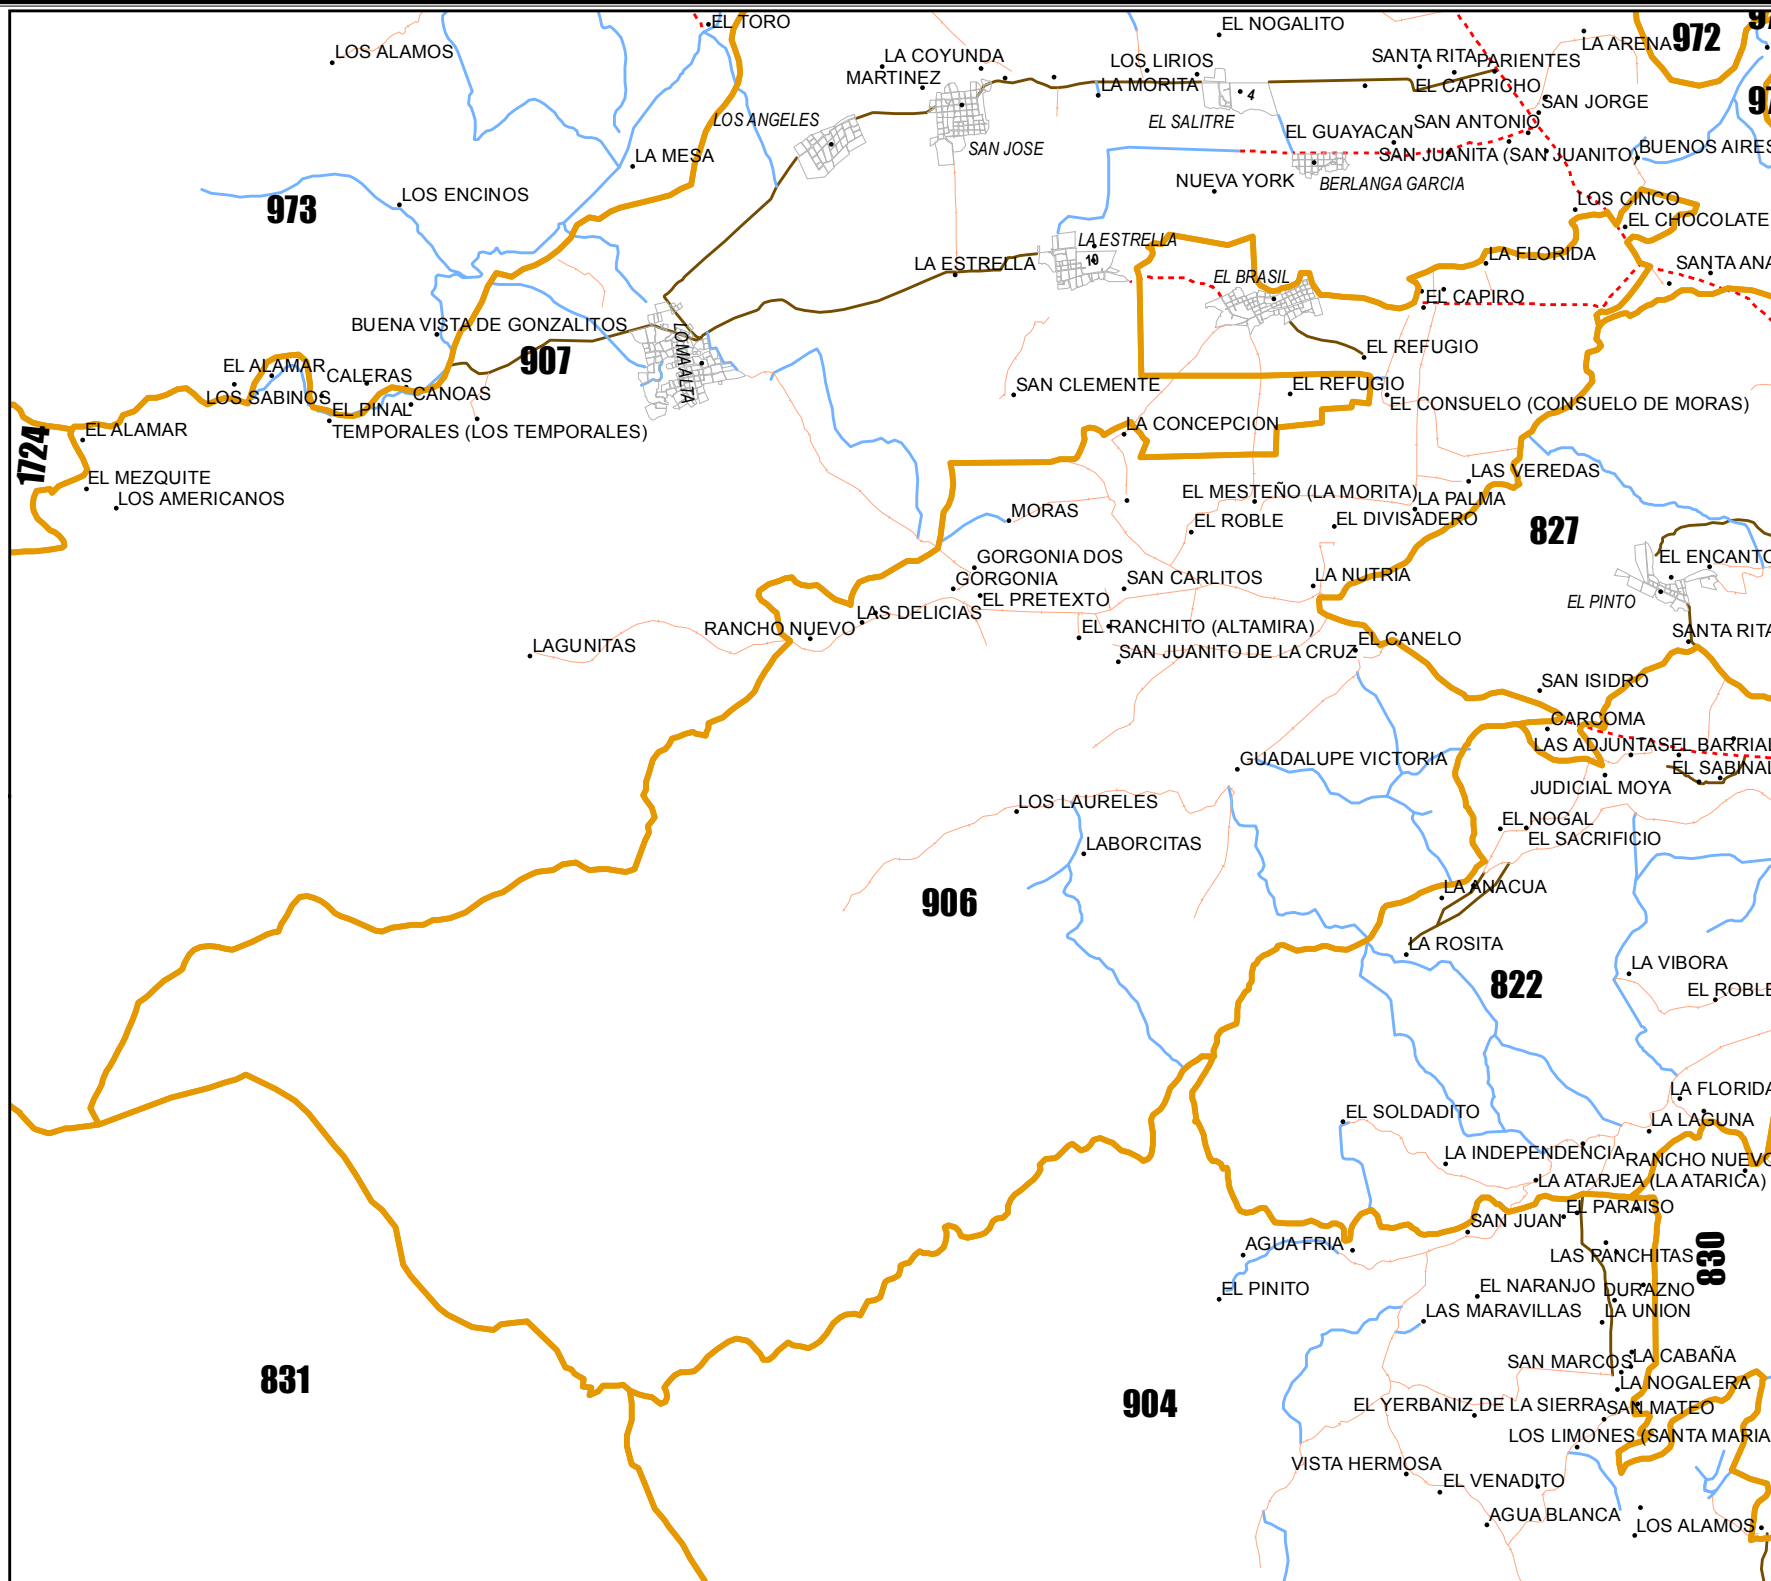 EL TORO
EL NOGALITO
LOS ALAMOS
LA COYUNDA
MARTINEZ
LOS LIRIOS
LA MORITA
SANTA RITA
PARIENTES
LA ARENA
972
EL CAPRICHO
4
SAN JORGE
LOS ANGELES
SAN JOSE
EL SALITRE
EL GUAYACAN
SAN ANTONIO
SAN JUANITA (SAN JUANITO)
BUENOS AIRES
LA MESA
BERLANGA GARCIA
NUEVA YORK
LOS ENCINOS
973
LOS CINCO
EL CHOCOLATE
LA ESTRELLA
10
LA ESTRELLA
EL BRASIL
LA FLORIDA
SANTA ANA
EL CAPIRO
BUENA VISTA DE GONZALITOS
LOMA ALTA
907
EL REFUGIO
EL ALAMAR
CALERAS
LOS SABINOS
EL PINAL
CANOAS
TEMPORALES (LOS TEMPORALES)
SAN CLEMENTE
EL REFUGIO
EL CONSUELO (CONSUELO DE MORAS)
LA CONCEPCION
1724
EL ALAMAR
EL MEZQUITE
LOS AMERICANOS
LAS VEREDAS
EL MESTEÑO (LA MORITA)
LA PALMA
MORAS
EL ROBLE
EL DIVISADERO
827
EL ENCANTO
GORGONIA DOS
GORGONIA
SAN CARLITOS
LA NUTRIA
EL PRETEXTO
EL PINTO
LAS DELICIAS
RANCHO NUEVO
EL RANCHITO (ALTAMIRA)
SANTA RITA
LAGUNITAS
SAN JUANITO DE LA CRUZ
EL CANELO
SAN ISIDRO
CARCOMA
LAS ADJUNTAS
EL BARRIAL
GUADALUPE VICTORIA
EL SABINAL
JUDICIAL MOYA
LOS LAURELES
EL NOGAL
LABORCITAS
EL SACRIFICIO
LA ANACUA
906
LA ROSITA
822
LA VIBORA
EL ROBLE
LA FLORIDA
EL SOLDADITO
LA LAGUNA
LA INDEPENDENCIA
RANCHO NUEVO
LA ATARJEA (LA ATARICA)
EL PARAISO
SAN JUAN
AGUA FRIA
LAS PANCHITAS
830
EL PINITO
EL NARANJO
DURAZNO
LAS MARAVILLAS
LA UNION
831
SAN MARCOS
LA CABAÑA
LA NOGALERA
904
EL YERBANIZ DE LA SIERRA
SAN MATEO
LOS LIMONES (SANTA MARIA
VISTA HERMOSA
EL VENADITO
AGUA BLANCA
LOS ALAMOS